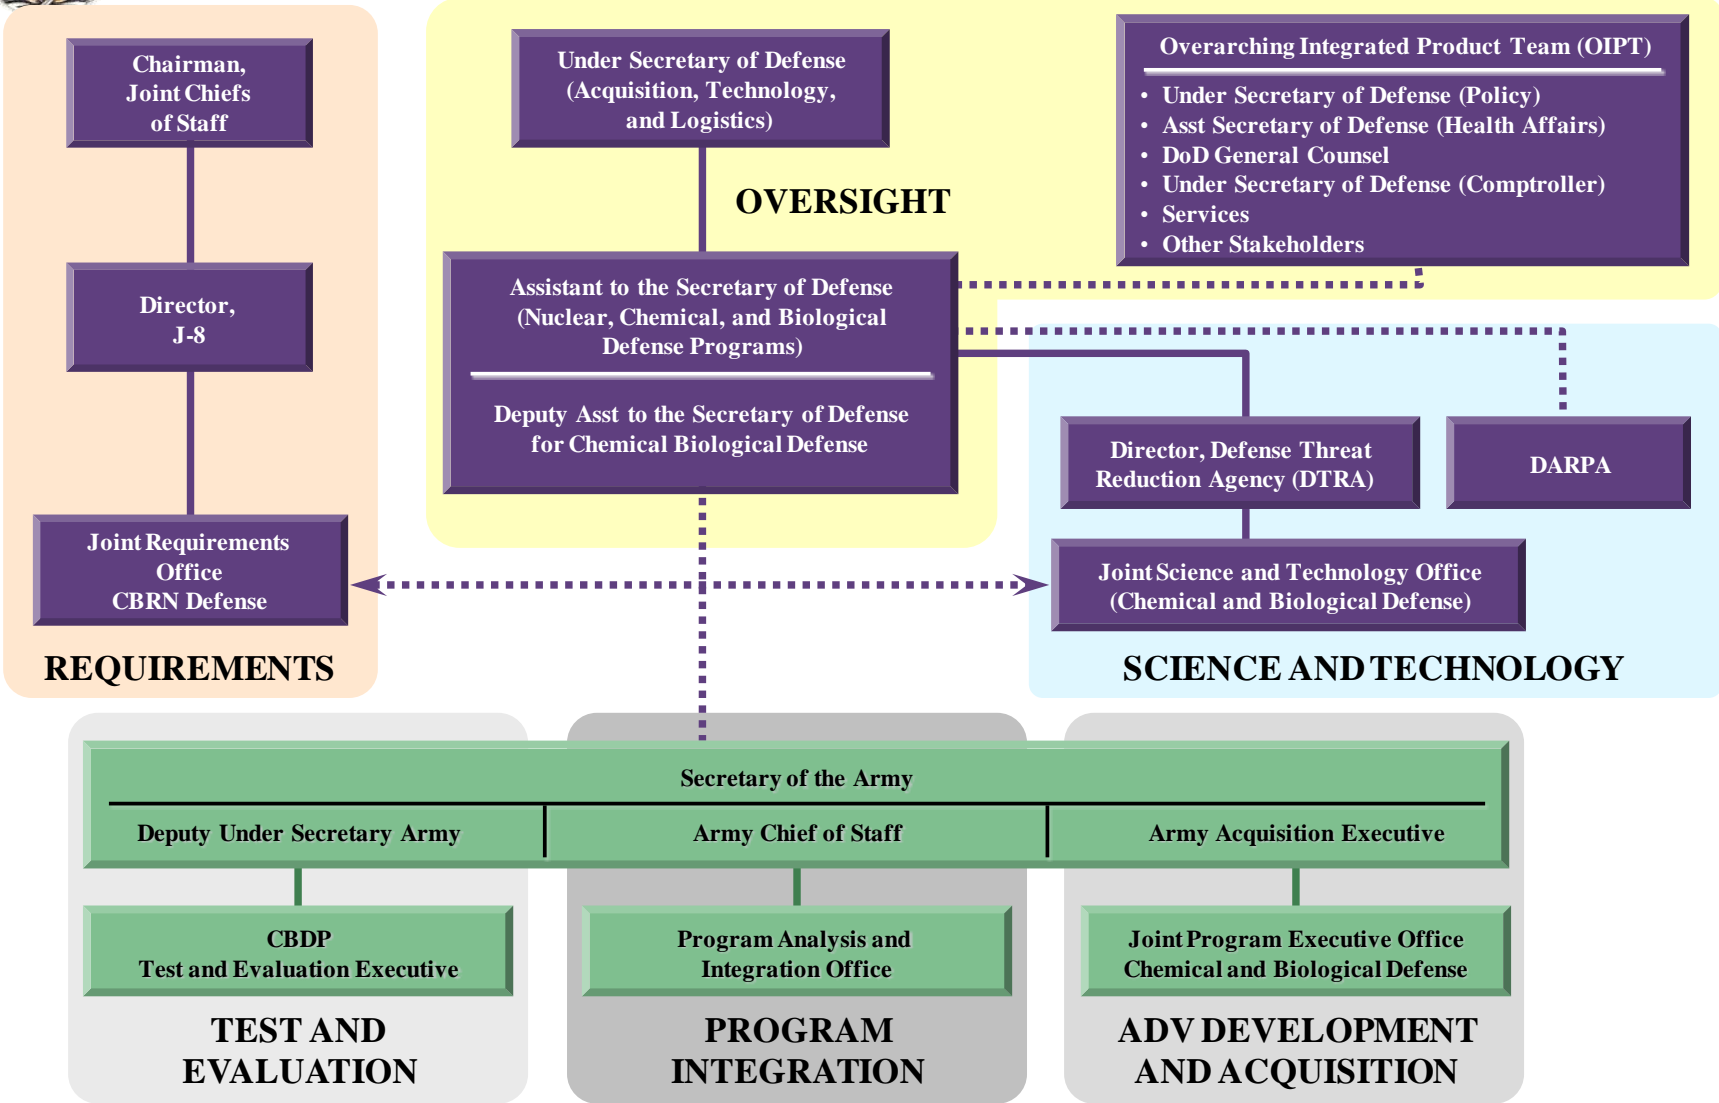 Chairman,
Joint Chiefs
of Staff
Director,
J-8
Joint Requirements
Office
CBRN Defense
REQUIREMENTS
Under Secretary of Defense
(Acquisition, Technology,
and Logistics)
OVERSIGHT
Assistant to the Secretary of Defense
(Nuclear, Chemical, and Biological
Defense Programs)
Deputy Asst to the Secretary of Defense
for Chemical Biological Defense
Overarching Integrated Product Team (OIPT)
• Under Secretary of Defense (Policy)
• Asst Secretary of Defense (Health Affairs)
• DoD General Counsel
• Under Secretary of Defense (Comptroller)
• Services
• Other Stakeholders
Director, Defense Threat
Reduction Agency (DTRA)
DARPA
Joint Science and Technology Office
(Chemical and Biological Defense)
SCIENCE AND TECHNOLOGY
Secretary of the Army
Deputy Under Secretary Army
Army Chief of Staff
Army Acquisition Executive
CBDP
Test and Evaluation Executive
Program Analysis and
Integration Office
Joint Program Executive Office
Chemical and Biological Defense
TEST AND
EVALUATION
PROGRAM
INTEGRATION
ADV DEVELOPMENT
AND ACQUISITION